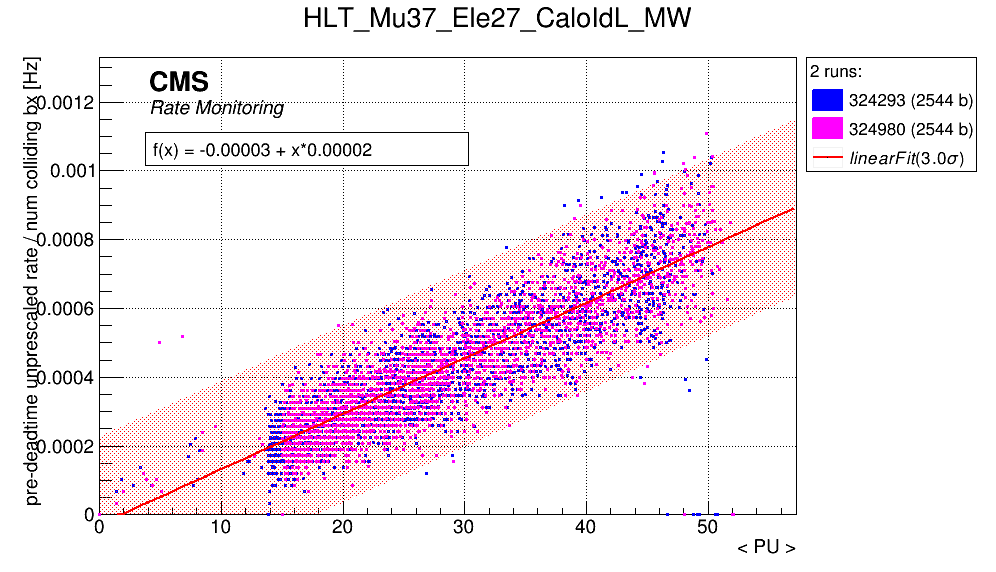 HLT_Mu37_Ele27_CaloIdL_MW
pre-deadtime unprescaled rate / num colliding bx [Hz]
CMS
Rate Monitoring
f(x) = -0.00003 + x*0.00002
0.0012
0.001
0.0008
0.0006
0.0004
0.0002
0
0 10 20 30 40 50
< PU >
2 runs:
324293 (2544 b)
324980 (2544 b)
linearFit(3.0σ)